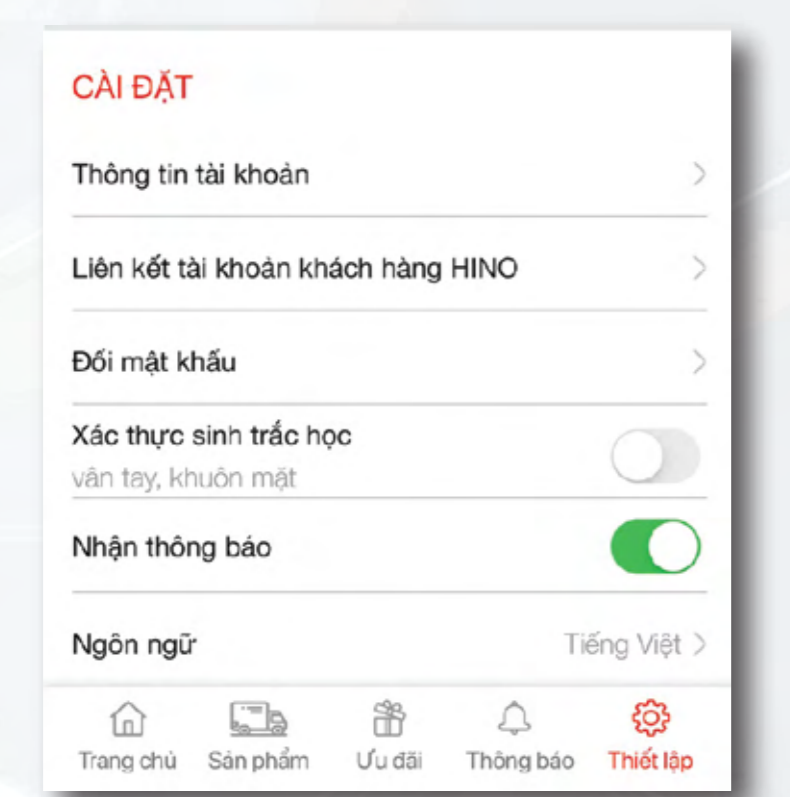 CÀI ĐẶT
Thông tin tài khoản
Liên kết tài khoản khách hàng HINO
Đổi mật khẩu
Xác thực sinh trắc học
vân tay, khuôn mặt
Nhận thông báo
Ngôn ngữ Tiếng Việt
Trang chủ Sản phẩm Ưu đãi Thông báo Thiết lập